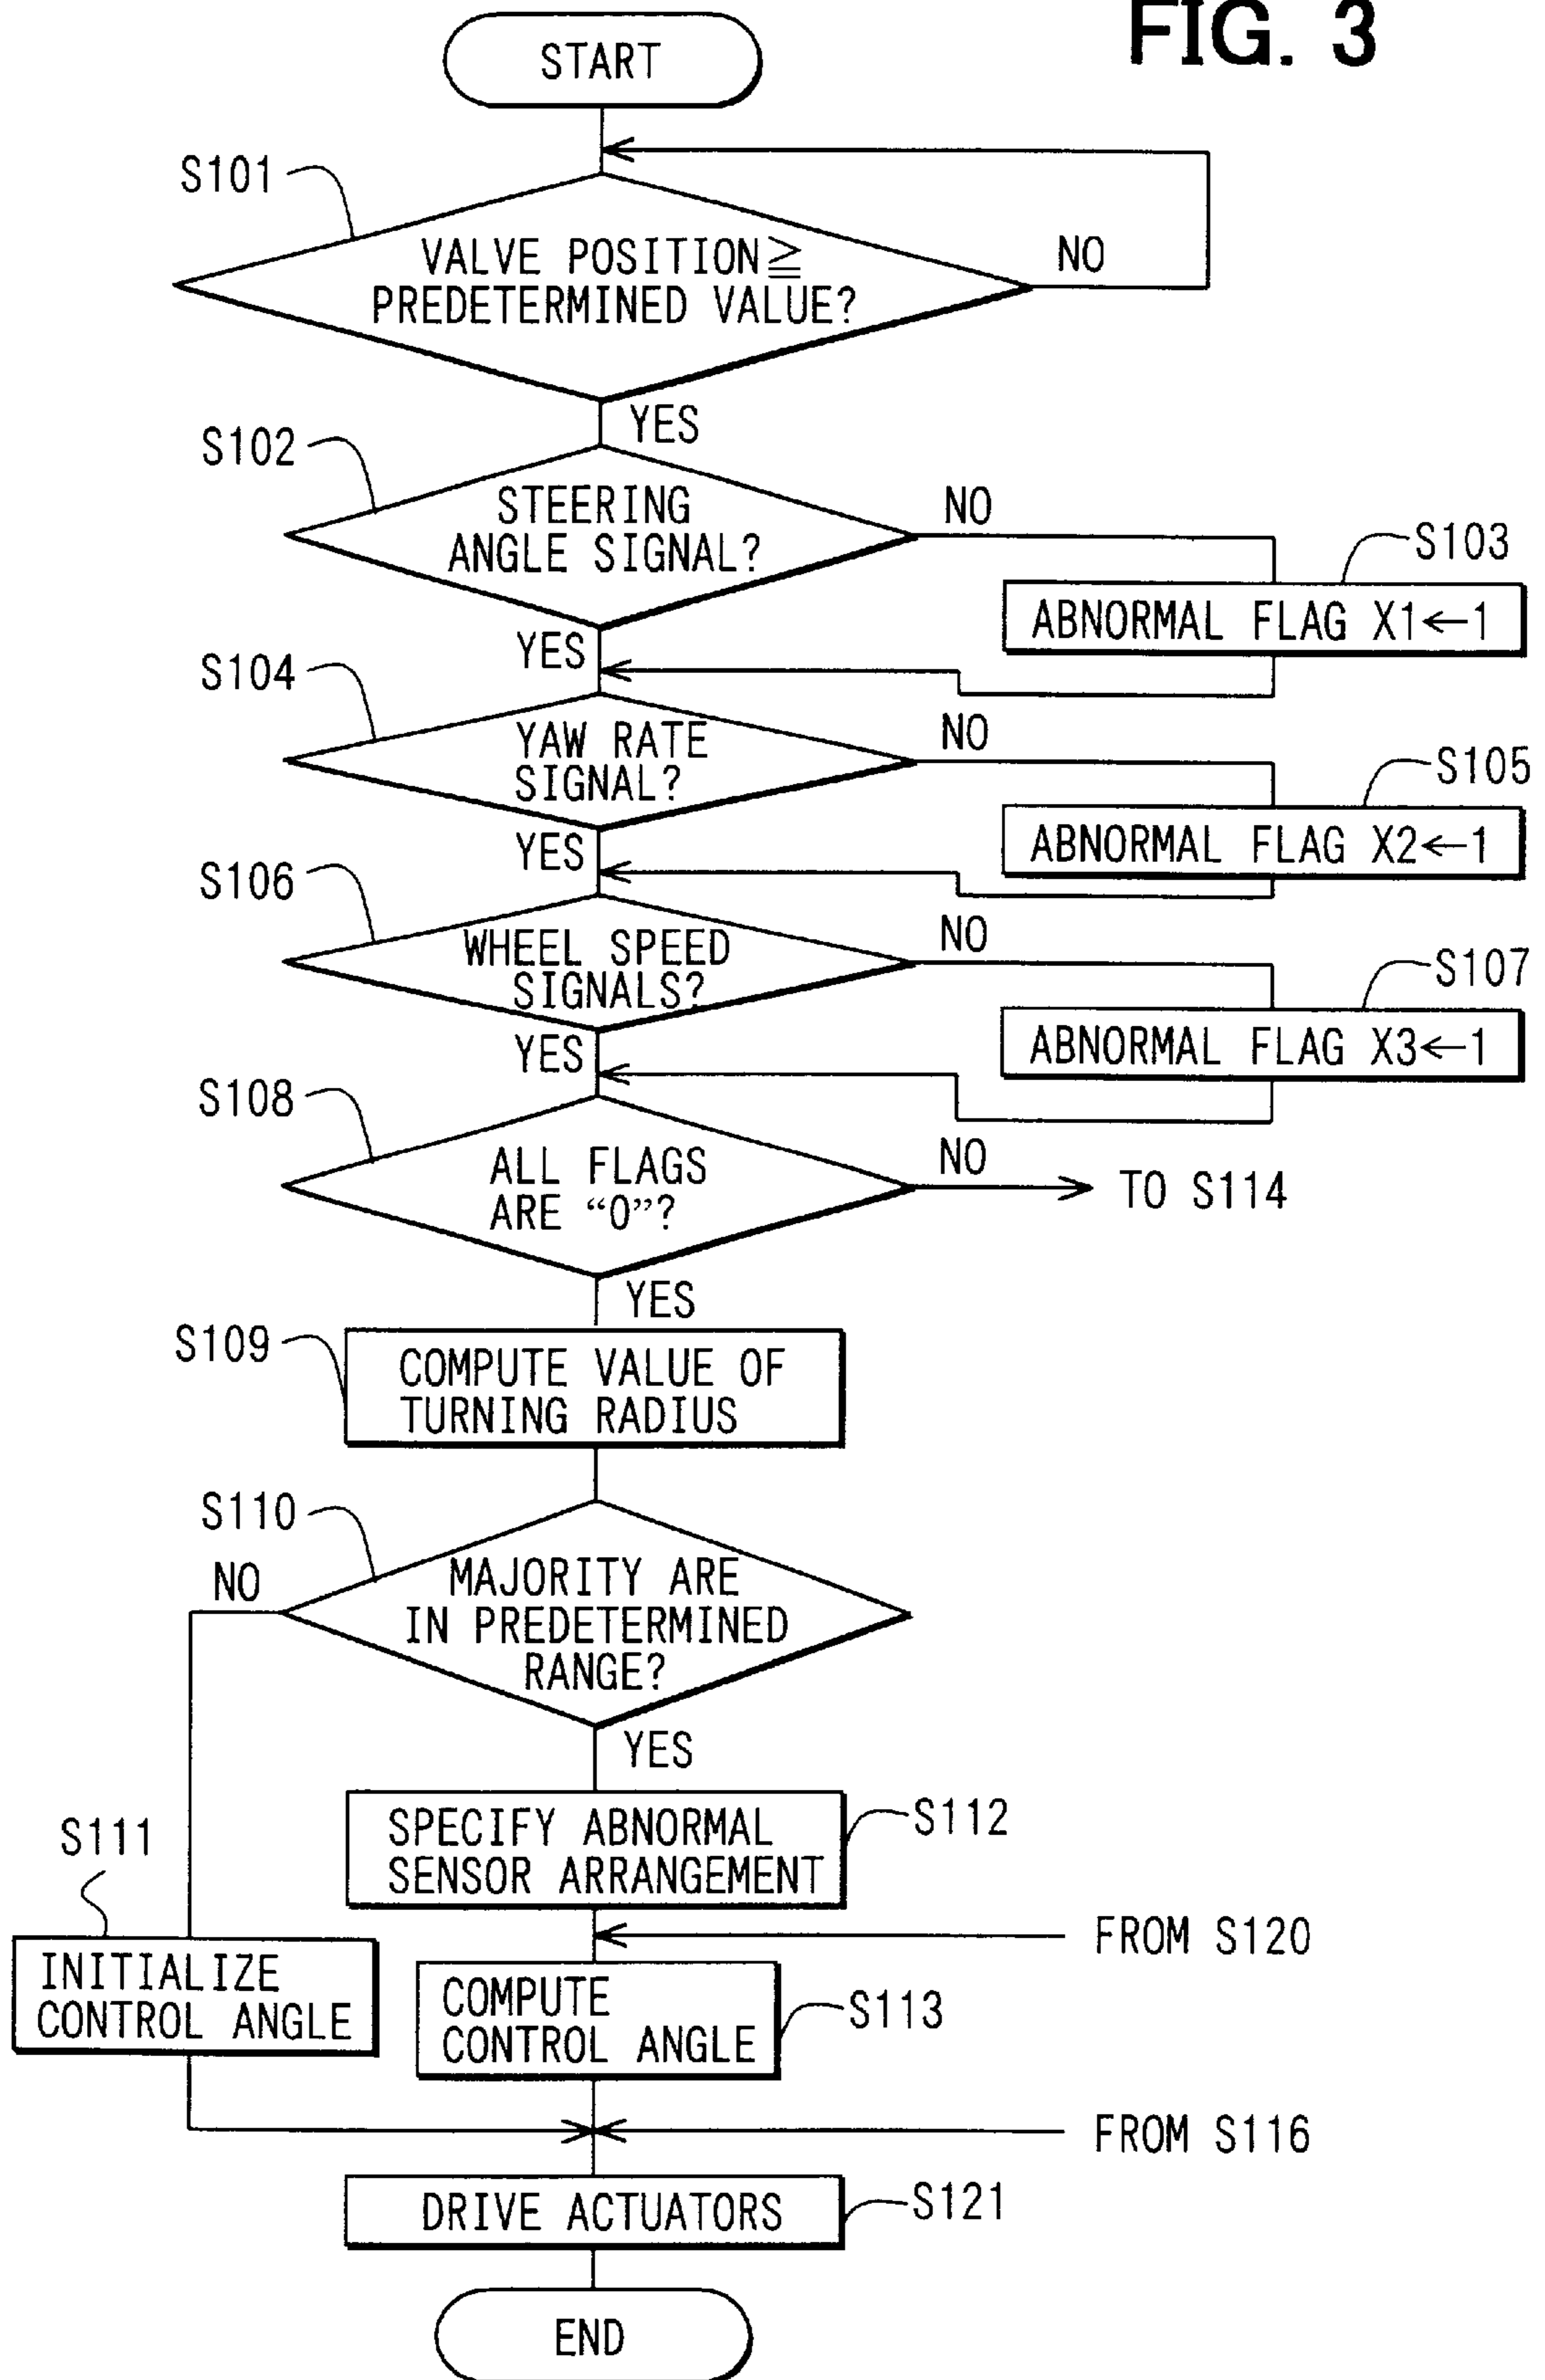 FIG. 3
START
S101
VALVE POSITION≧
PREDETERMINED VALUE?
NO
YES
S102
STEERING
ANGLE SIGNAL?
NO
S103
ABNORMAL FLAG X1←1
YES
S104
YAW RATE
SIGNAL?
NO
S105
ABNORMAL FLAG X2←1
YES
S106
WHEEL SPEED
SIGNALS?
NO
S107
ABNORMAL FLAG X3←1
YES
S108
ALL FLAGS
ARE “0”?
NO
TO S114
YES
S109
COMPUTE VALUE OF
TURNING RADIUS
S110
MAJORITY ARE
IN PREDETERMINED
RANGE?
NO
YES
S112
SPECIFY ABNORMAL
SENSOR ARRANGEMENT
S111
INITIALIZE
CONTROL ANGLE
FROM S120
COMPUTE
CONTROL ANGLE
S113
FROM S116
DRIVE ACTUATORS
S121
END